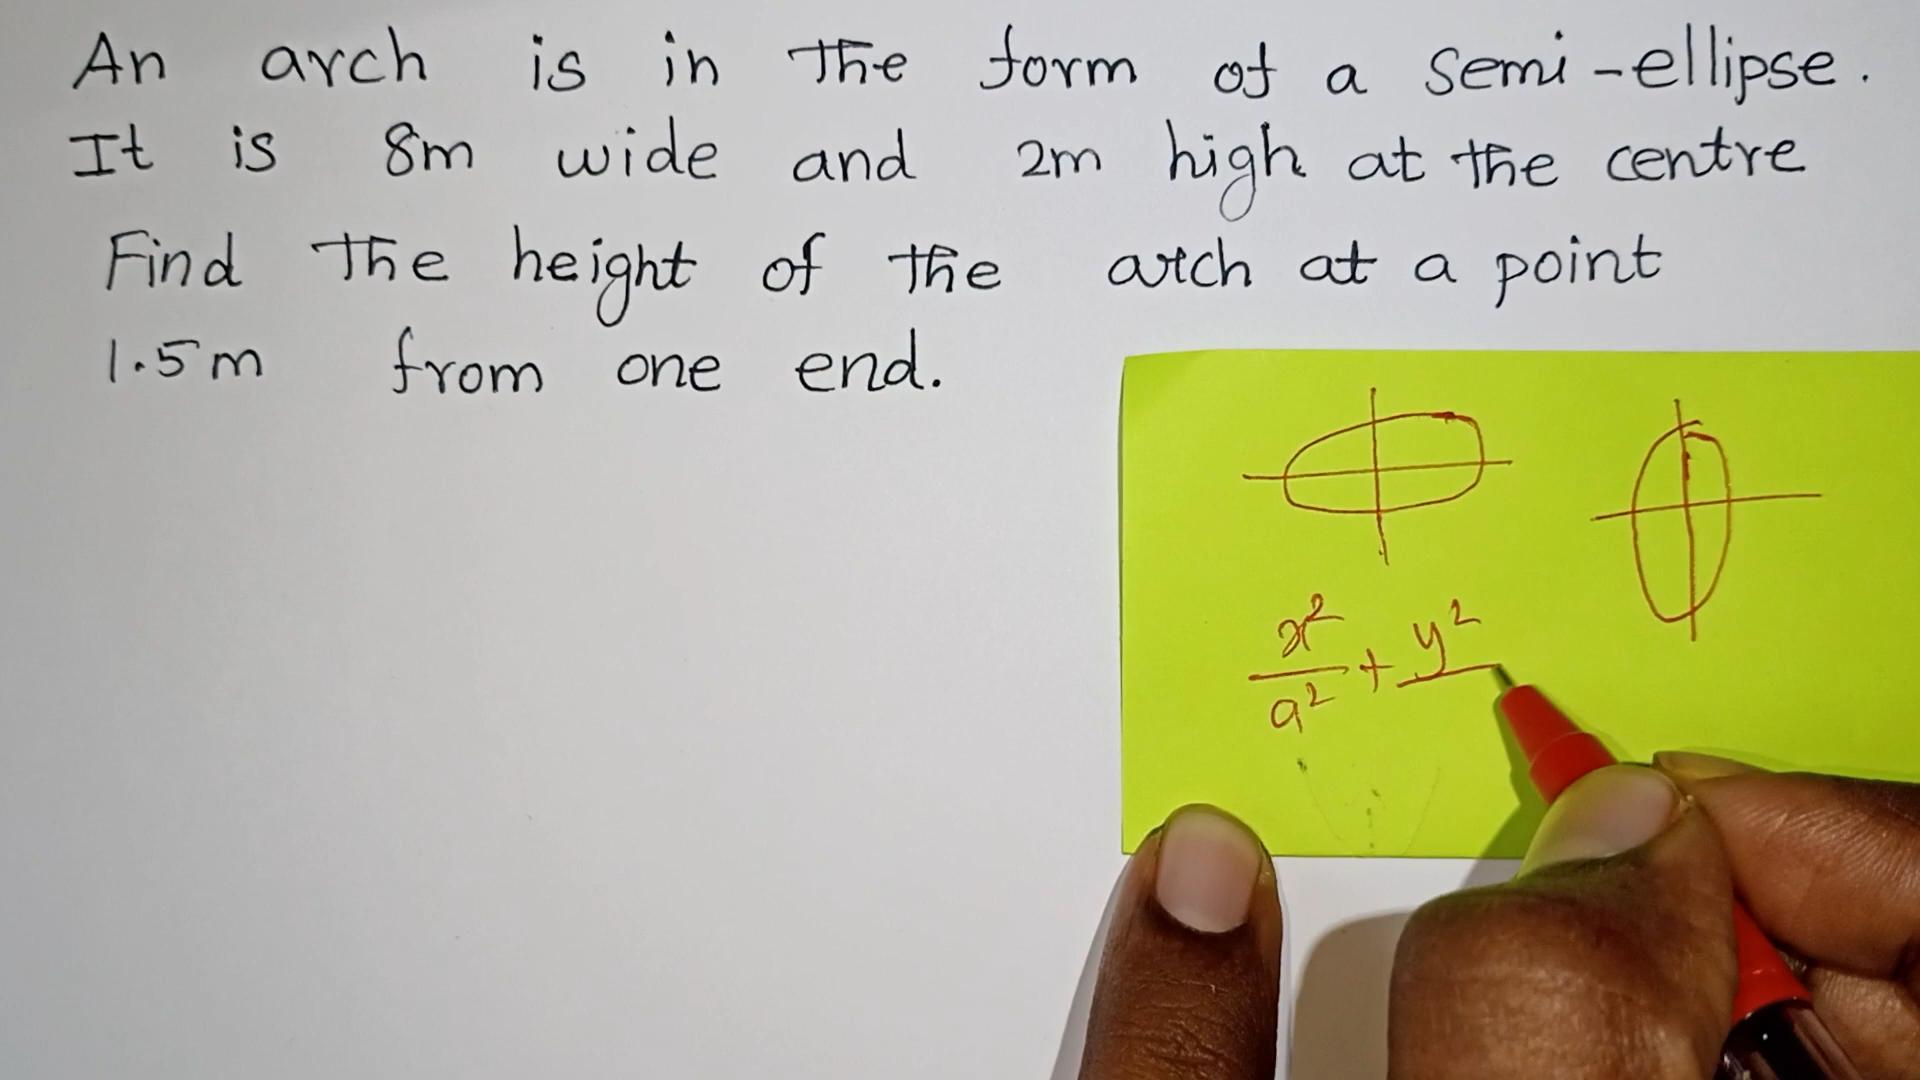 An arch is in the form of a semi-ellipse.
It is 8m wide and 2m high at the centre
Find the height of the arch at a point
1.5m from one end.
x²/a² + y²